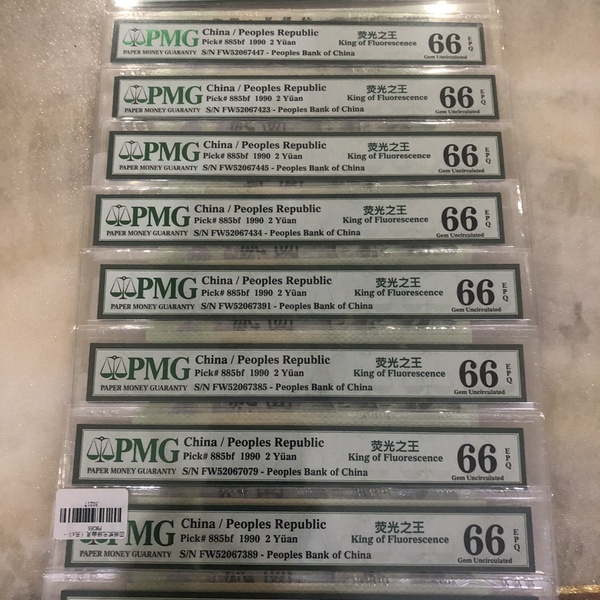 PMG
PAPER MONEY GUARANTY
China / Peoples Republic
Pick# 885bf 1990 2 Yüan
S/N FW52067447 - Peoples Bank of China
荧光之王
King of Fluorescence
66 EPQ
Gem Uncirculated
PMG
PAPER MONEY GUARANTY
China / Peoples Republic
Pick# 885bf 1990 2 Yüan
S/N FW52067423 - Peoples Bank of China
荧光之王
King of Fluorescence
66 EPQ
Gem Uncirculated
PMG
PAPER MONEY GUARANTY
China / Peoples Republic
Pick# 885bf 1990 2 Yüan
S/N FW52067445 - Peoples Bank of China
荧光之王
King of Fluorescence
66 EPQ
Gem Uncirculated
PMG
PAPER MONEY GUARANTY
China / Peoples Republic
Pick# 885bf 1990 2 Yüan
S/N FW52067434 - Peoples Bank of China
荧光之王
King of Fluorescence
66 EPQ
Gem Uncirculated
PMG
PAPER MONEY GUARANTY
China / Peoples Republic
Pick# 885bf 1990 2 Yüan
S/N FW52067391 - Peoples Bank of China
荧光之王
King of Fluorescence
66 EPQ
Gem Uncirculated
PMG
PAPER MONEY GUARANTY
China / Peoples Republic
Pick# 885bf 1990 2 Yüan
S/N FW52067385 - Peoples Bank of China
荧光之王
King of Fluorescence
66 EPQ
Gem Uncirculated
PMG
PAPER MONEY GUARANTY
China / Peoples Republic
Pick# 885bf 1990 2 Yüan
S/N FW52067079 - Peoples Bank of China
荧光之王
King of Fluorescence
66 EPQ
Gem Uncirculated
MG
GUARANTY
China / Peoples Republic
Pick# 885bf 1990 2 Yüan
S/N FW52067389 - Peoples Bank of China
荧光之王
King of Fluorescence
66 EPQ
Gem Uncirculated